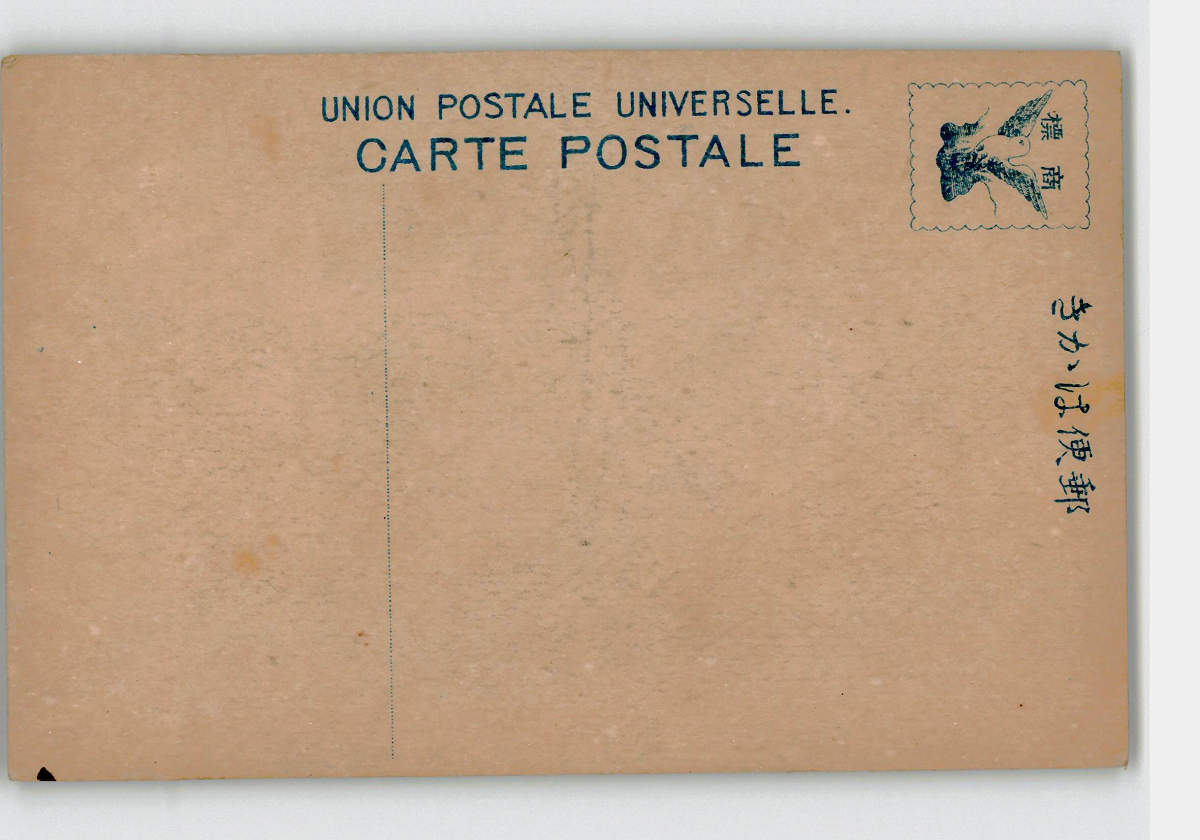 UNION POSTALE UNIVERSELLE.
CARTE POSTALE
商標
郵便はかき